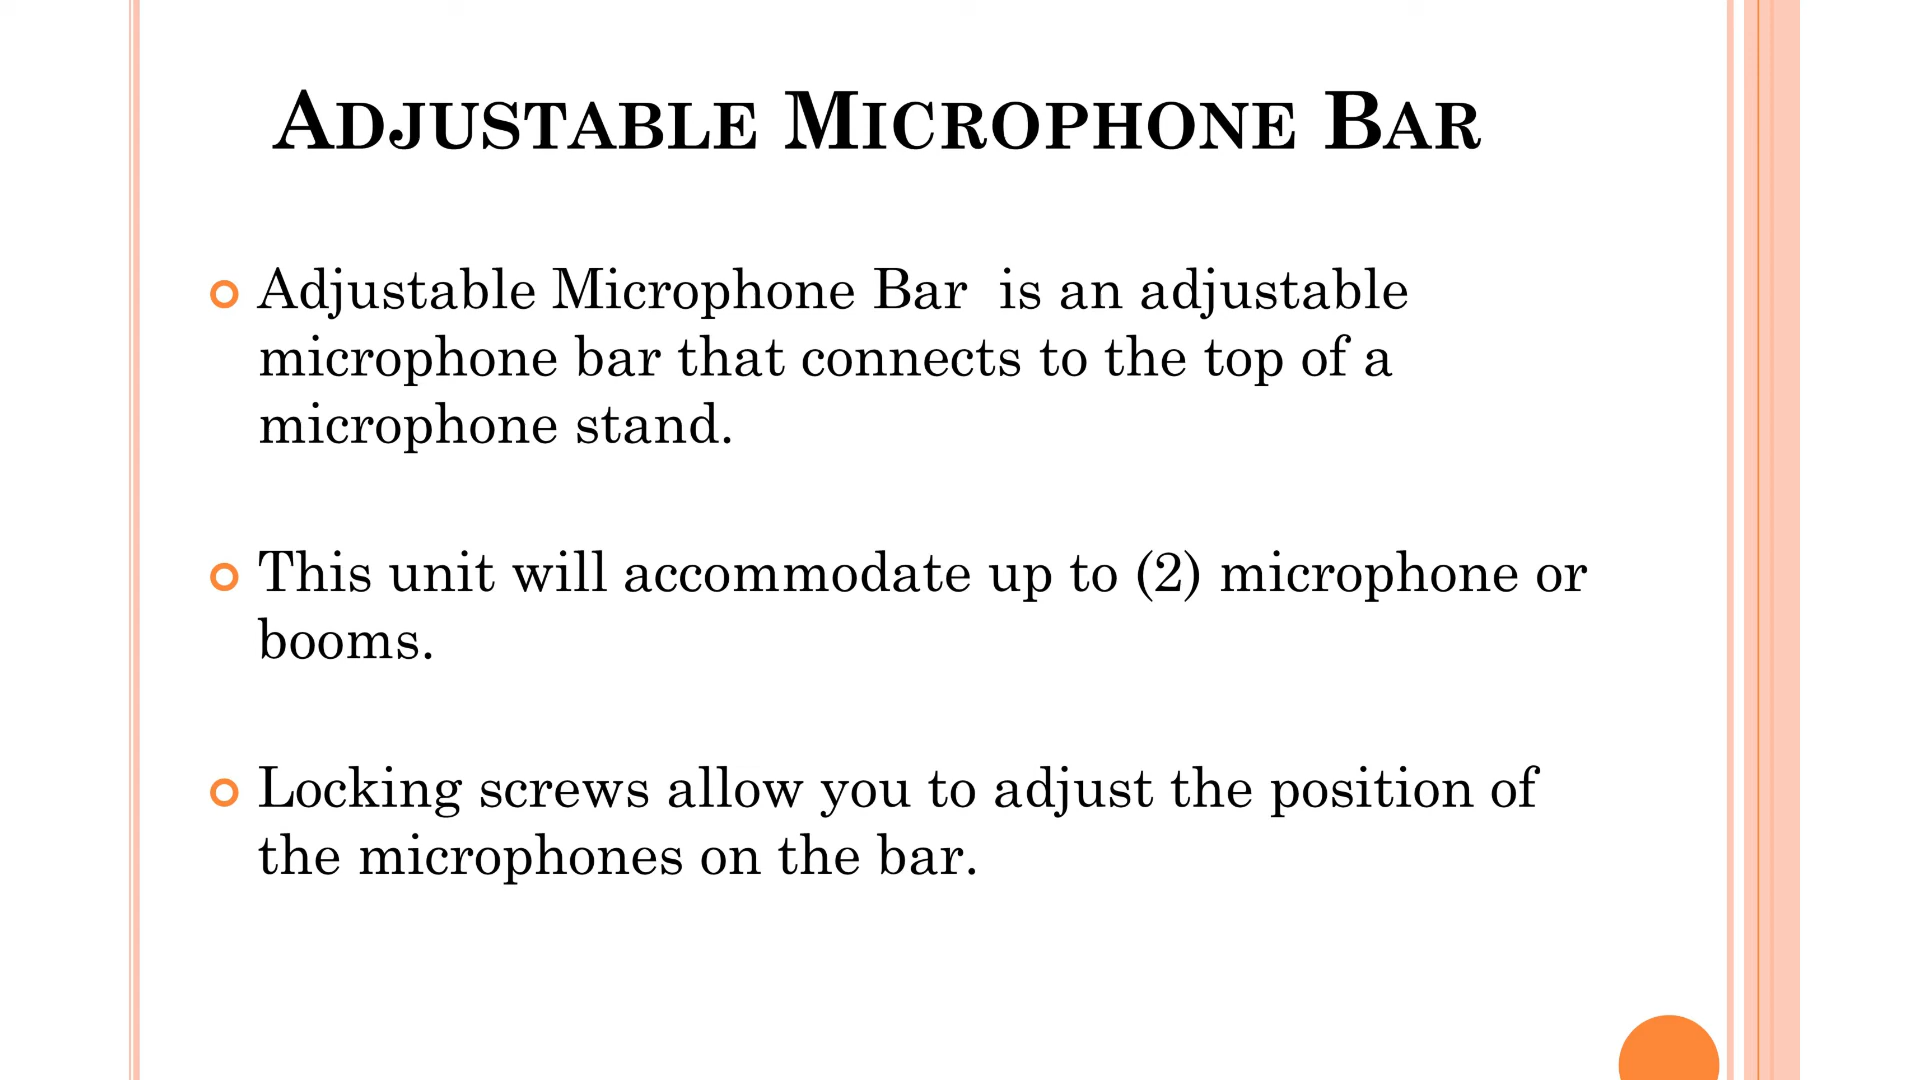 Adjustable Microphone Bar
Adjustable Microphone Bar  is an adjustable
microphone bar that connects to the top of a
microphone stand.
This unit will accommodate up to (2) microphone or
booms.
Locking screws allow you to adjust the position of
the microphones on the bar.